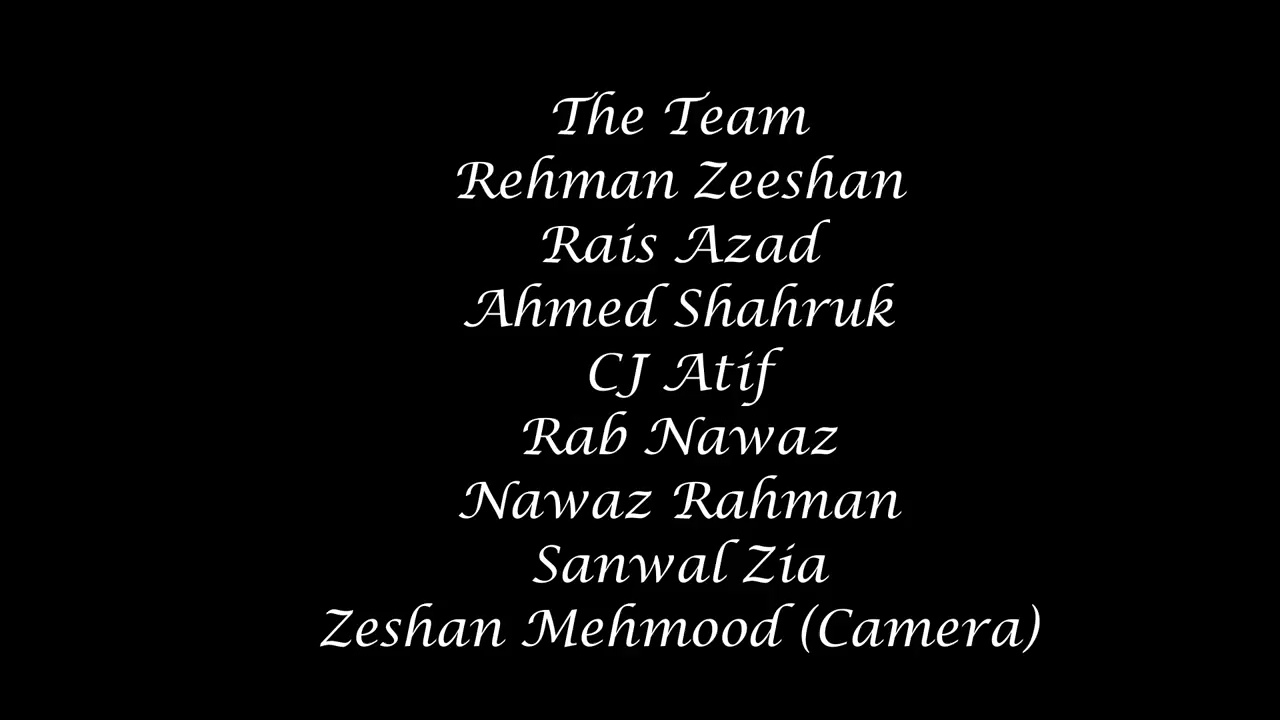 The Team
Rehman Zeeshan
Rais Azad
Ahmed Shahruk
CJ Atif
Rab Nawaz
Nawaz Rahman
Sanwal Zia
Zeshan Mehmood (Camera)